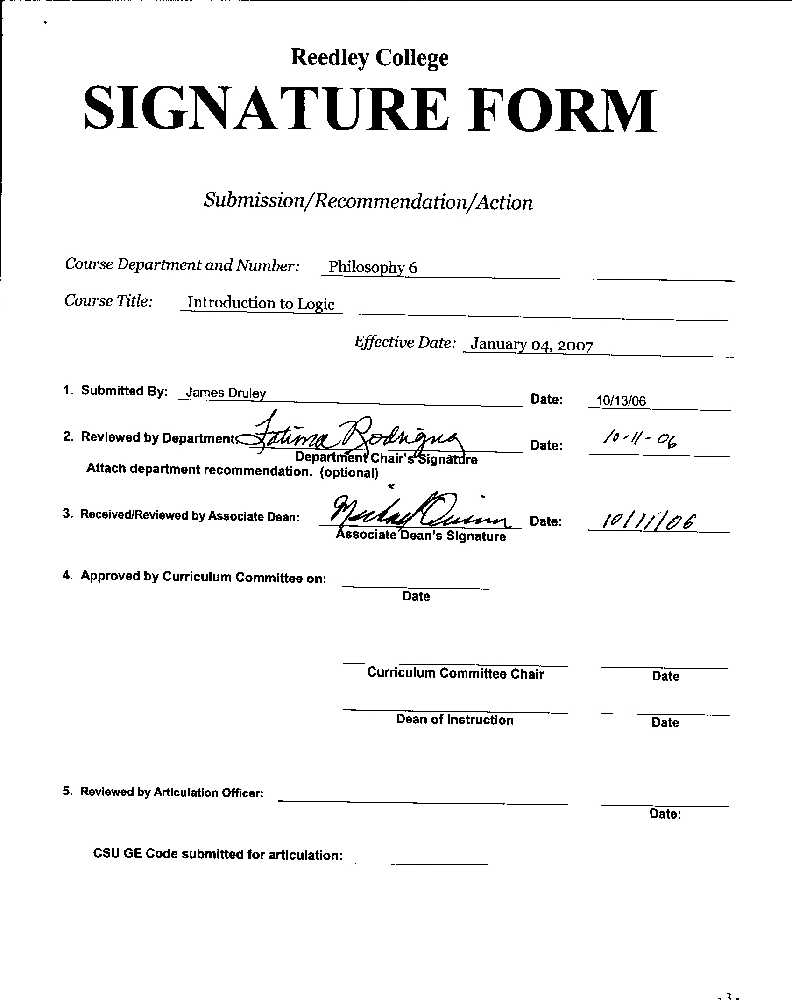 Reedley College
SIGNATURE FORM
Submission/Recommendation/Action
Course Department and Number: Philosophy 6
Course Title: Introduction to Logic
Effective Date: January 04, 2007
1. Submitted By: James Druley Date: 10/13/06
2. Reviewed by Department: Fatima Rodrigues Date: 10-11-06
Department Chair's Signature
Attach department recommendation. (optional)
3. Received/Reviewed by Associate Dean: Michael Quinn Date: 10/11/06
Associate Dean's Signature
4. Approved by Curriculum Committee on:
Date
Curriculum Committee Chair Date
Dean of Instruction Date
5. Reviewed by Articulation Officer:
Date:
CSU GE Code submitted for articulation:
- 3 -